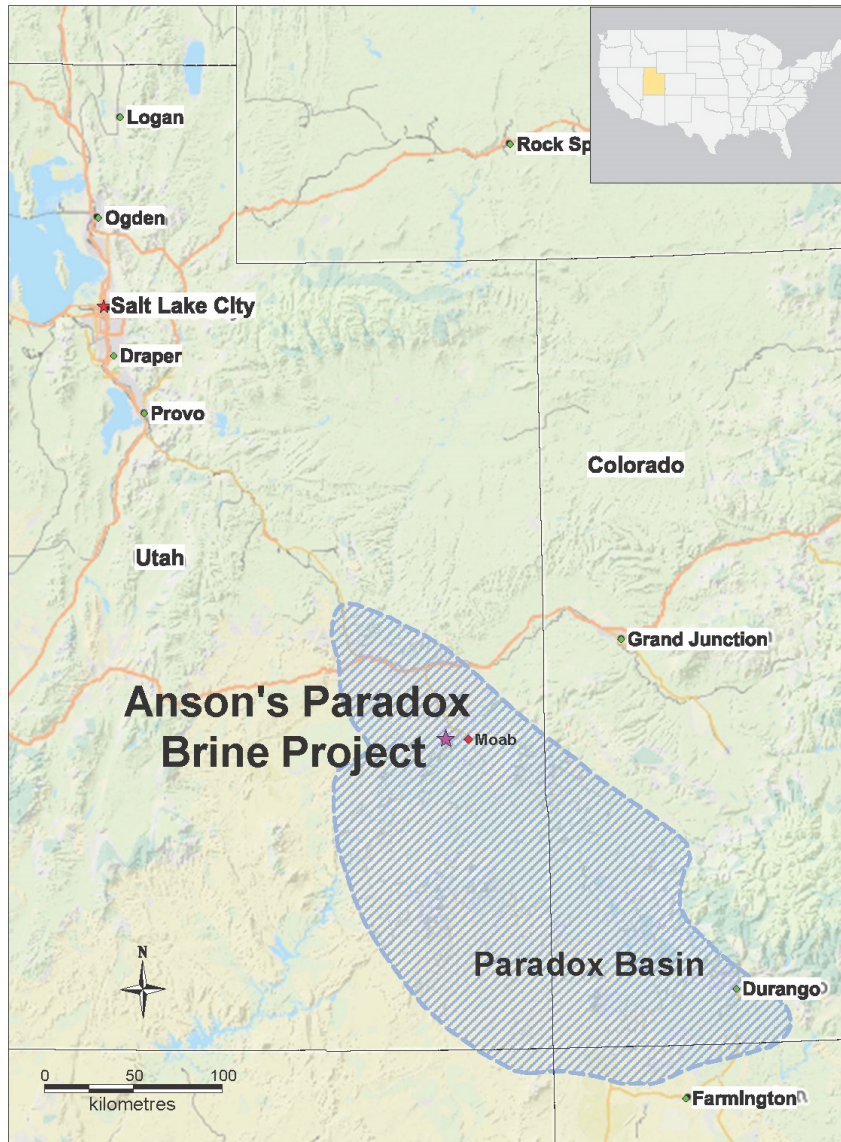 Logan
Rock Sp
Ogden
Salt Lake City
Draper
Provo
Colorado
Utah
Grand Junction
Anson's Paradox
Brine Project
Moab
Paradox Basin
N
Durango
0 50 100
kilometres
Farmington